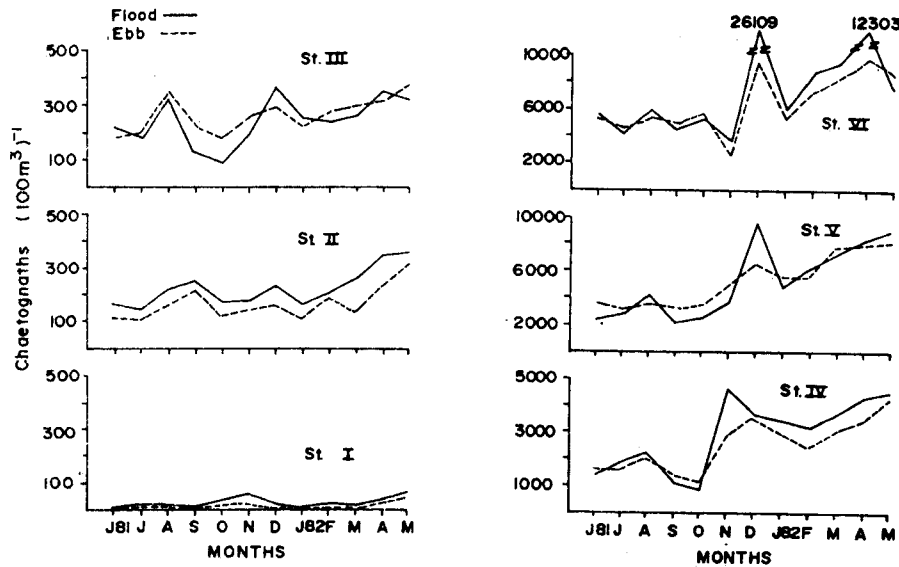 Flood
Ebb
Chaetognaths (100m³)⁻¹
St. III
500
300
100
St II
500
300
100
St I
500
300
100
J81 J A S O N D J82 F M A M
MONTHS
26109
12303
St. VI
10000
6000
2000
St. V
10000
6000
2000
St. IV
5000
3000
1000
J81 J A S O N D J82 F M A M
MONTHS